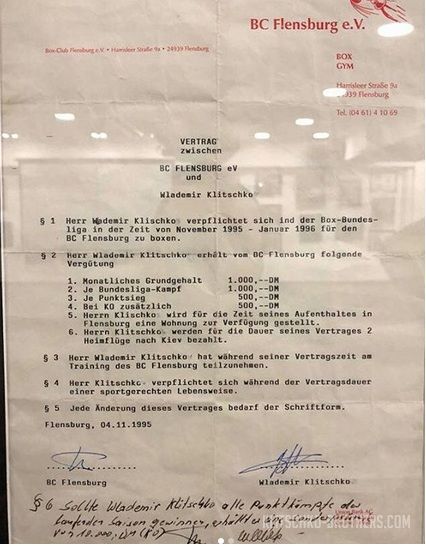 BC Flensburg e.V.
Box-Club Flensburg e.V. • Harrisleer Straße 9a • 24939 Flensburg
BOX
GYM
Harrisleer Straße 9a
24939 Flensburg
Tel. (04 61) 4 10 69
VERTRAG
zwischen
BC FLENSBURG eV
und
Wlademir Klitschko
§ 1 Herr Wlademir Klischko verpflichtet sich ind der Box-Bundes-
liga in der Zeit von November 1995 - Januar 1996 für den
BC Flensburg zu boxen.
§ 2 Herr Wlademir Klitschko erhält vom BC Flensburg folgende
Vergütung
1. Monatliches Grundgehalt 1.000,--DM
2. Je Bundesliga-Kampf 1.000,--DM
3. Je Punktsieg 500,--DM
4. Bei KO zusätzlich 500,--DM
5. Herrn Klischko wird für die Zeit seines Aufenthaltes in
Flensburg eine Wohnung zur Verfügung gestellt.
6. Herrn Klischko werden für die Dauer seines Vertrages 2
Heimflüge nach Kiev bezahlt.
§ 3 Herr Wlademir Klitschko hat während seiner Vertragszeit am
Training des BC Flensburg teilzunehmen.
§ 4 Herr Klitschko verpflichtet sich während der Vertragsdauer
einer sportgerechten Lebensweise.
§ 5 Jede Änderung dieses Vertrages bedarf der Schriftform.
Flensburg, 04.11.1995
BC Flensburg
Wlademir Klitschko
§ 6 Sollte Wlademir Klitschko alle Punktkämpfe der
laufenden Saison gewinnen, erhält er eine
von 10.000,-
KLITSCHKO-BROTHERS.COM